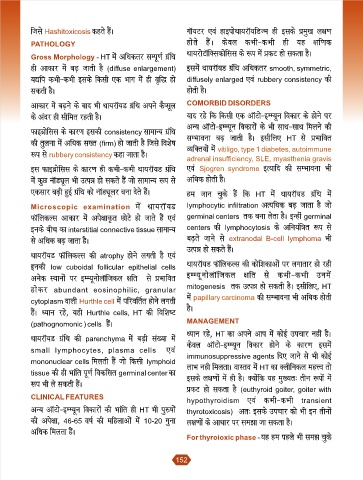 जिसे Hashitoxicosis कहते हैं।
PATHOLOGY
Gross Morphology - HT में अधिकतर सम्पूर्ण ग्रंथि
ही आकार में बढ़ जाती है (diffuse enlargement)
यद्यपि कभी-कभी इसके किसी एक भाग में ही वृद्धि हो
सकती है।
आकार में बढ़ने के बाद भी थायरॉयड ग्रंथि अपने कैप्सूल
के अंदर ही सीमित रहती है।
फाइब्रोसिस के कारण इसकी consistency सामान्य ग्रंथि
की तुलना में अधिक सख्त (firm) हो जाती है जिसे विशेष
रूप से rubbery consistency कहा जाता है।
इस फाइब्रोसिस के कारण ही कभी-कभी थायरॉयड ग्रंथि
में कुछ नॉड्यूल भी उत्पन्न हो सकते हैं जो सामान्य रूप से
एकसार बड़ी हुई ग्रंथि को नॉड्यूलर बना देते हैं।
Microscopic examination में थायरॉयड
फॉलिकल्स आकार में अपेक्षाकृत छोटे हो जाते हैं एवं
इनके बीच का interstitial connective tissue सामान्य
से अधिक बढ़ जाता है।
थायरॉयड फॉलिकल्स की atrophy होने लगती है एवं
इनकी low cuboidal follicular epithelial cells
अनेक स्थानों पर इम्म्यूनोलॉजिकल क्षति से प्रभावित
होकर abundant eosinophilic, granular
cytoplasm वाली Hurthle cell में परिवर्तित होने लगती
हैं। ध्यान रहे, यही Hurthle cells, HT की विशिष्ट
(pathognomonic) cells हैं।
थायरॉयड ग्रंथि की parenchyma में बड़ी संख्या में
small lymphocytes, plasma cells एवं
mononuclear cells मिलती हैं जो किसी lymphoid
tissue की ही भांति पूर्ण विकसित germinal center का
रूप भी ले सकती हैं।
CLINICAL FEATURES
अन्य ऑटो-इम्म्यून विकारों की भांति ही HT भी पुरुषों
की अपेक्षा, 46-65 वर्ष की महिलाओं में 10-20 गुना
अधिक मिलता है।
गॉयटर एवं हाइपोथायरॉयडिज्म ही इसके प्रमुख लक्षण
होते हैं। केवल कभी-कभी ही यह क्षणिक
थायरोटॉक्सिकोसिस के रूप में प्रकट हो सकता है।
इसमें थायरॉयड ग्रंथि अधिकतर smooth, symmetric,
diffusely enlarged एवं rubbery consistency की
होती है।
COMORBID DISORDERS
याद रहे कि किसी एक ऑटो-इम्म्यून विकार के होने पर
अन्य ऑटो-इम्म्यून विकारों के भी साथ-साथ मिलने की
सम्भावना बढ़ जाती है। इसीलिए HT से प्रभावित
व्यक्तियों में vitiligo, type 1 diabetes, autoimmune
adrenal insufficiency, SLE, myasthenia gravis
एवं Sjogren syndrome इत्यादि की सम्भावना भी
अधिक होती है।
हम जान चुके हैं कि HT में थायरॉयड ग्रंथि में
lymphocytic infiltration अत्यधिक बढ़ जाता है जो
germinal centers तक बना लेता है। इन्हीं germinal
centers की lymphocytosis के अनियंत्रित रूप से
बढ़ते जाने से extranodal B-cell lymphoma भी
उत्पन्न हो सकते हैं।
थायरॉयड फॉलिकल्स की कोशिकाओं पर लगातार हो रही
इम्म्यूनोलॉजिकल क्षति से कभी-कभी उनमें
mitogenesis तक उत्पन्न हो सकती है। इसीलिए, HT
में papillary carcinoma की सम्भावना भी अधिक होती
है।
MANAGEMENT
ध्यान रहे, HT का अपने आप में कोई उपचार नहीं है।
केवल ऑटो-इम्म्यून विकार होने के कारण इसमें
immunosuppressive agents दिए जाने से भी कोई
लाभ नहीं मिलता। वास्तव में HT का क्लीनिकल महत्त्व तो
इसके लक्षणों में ही है। क्योंकि यह मुख्यतः तीन रूपों में
प्रकट हो सकता है (euthyroid goiter, goiter with
hypothyroidism एवं कभी-कभी transient
thyrotoxicosis) अतः इसके उपचार को भी इन तीनों
लक्षणों के आधार पर समझा जा सकता है।
For thyroioxic phase - यह हम पहले भी समझ चुके
152